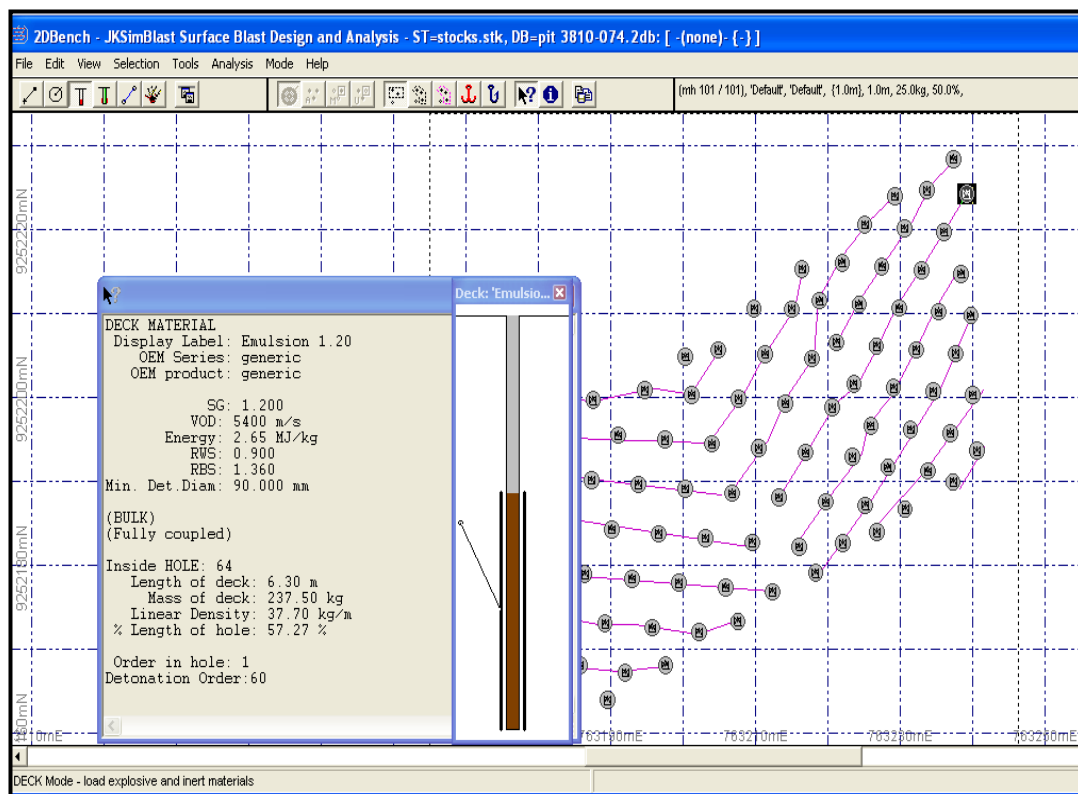 2DBench - JKSimBlast Surface Blast Design and Analysis - ST=stocks.stk, DB=pit 3810-074.2db: [ -(none)- {-} ]
File Edit View Selection Tools Analysis Mode Help
(mh 101 / 101), 'Default', 'Default', {1.0m}, 1.0m, 25.0kg, 50.0%,
9252220mN
9252200mN
9252180mN
Deck: 'Emulsio...
DECK MATERIAL
Display Label: Emulsion 1.20
OEM Series: generic
OEM product: generic
SG: 1.200
VOD: 5400 m/s
Energy: 2.65 MJ/kg
RWS: 0.900
RBS: 1.360
Min. Det.Diam: 90.000 mm
(BULK)
(Fully coupled)
Inside HOLE: 64
Length of deck: 6.30 m
Mass of deck: 237.50 kg
Linear Density: 37.70 kg/m
% Length of hole: 57.27 %
Order in hole: 1
Detonation Order:60
763210mE
763230mE
DECK Mode - load explosive and inert materials